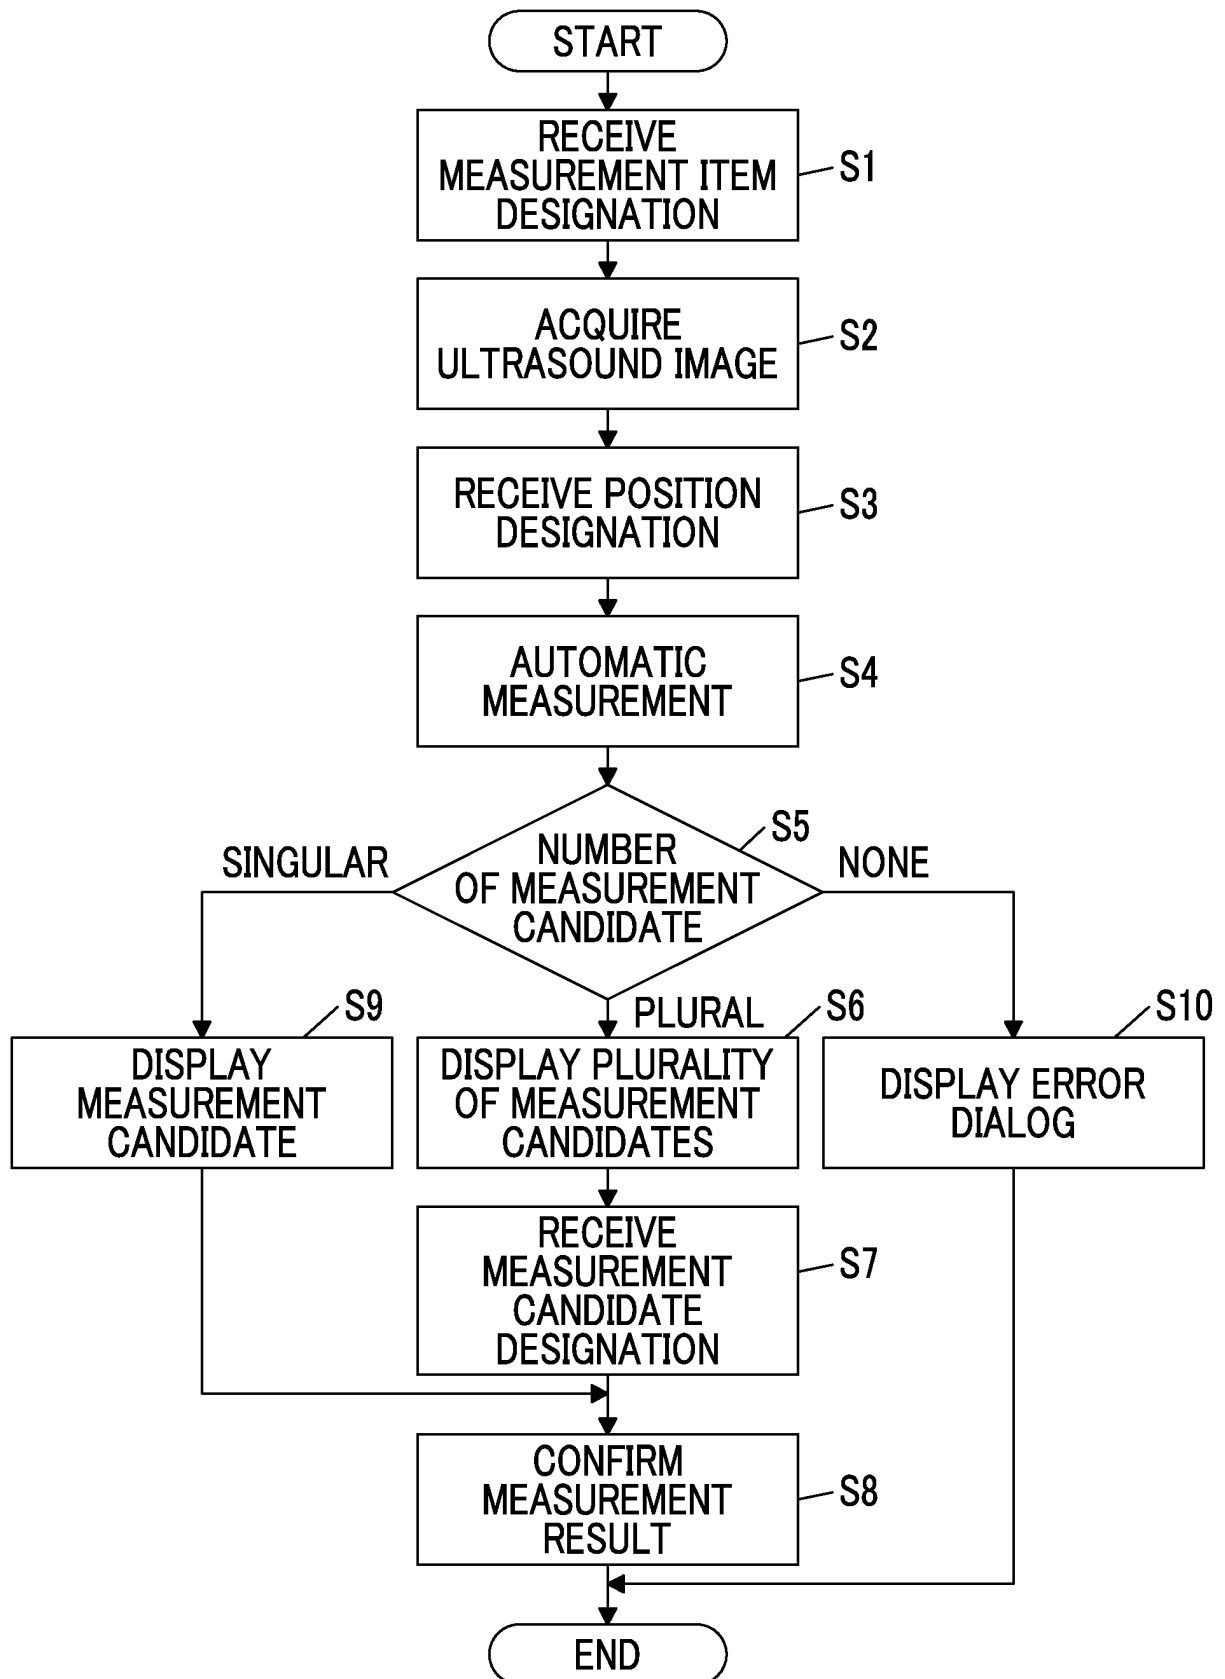 START
RECEIVE
MEASUREMENT ITEM
DESIGNATION
S1
ACQUIRE
ULTRASOUND IMAGE
S2
RECEIVE POSITION
DESIGNATION
S3
AUTOMATIC
MEASUREMENT
S4
NUMBER
OF MEASUREMENT
CANDIDATE
S5
SINGULAR
NONE
PLURAL
S9
DISPLAY
MEASUREMENT
CANDIDATE
S6
DISPLAY PLURALITY
OF MEASUREMENT
CANDIDATES
S10
DISPLAY ERROR
DIALOG
RECEIVE
MEASUREMENT
CANDIDATE
DESIGNATION
S7
CONFIRM
MEASUREMENT
RESULT
S8
END